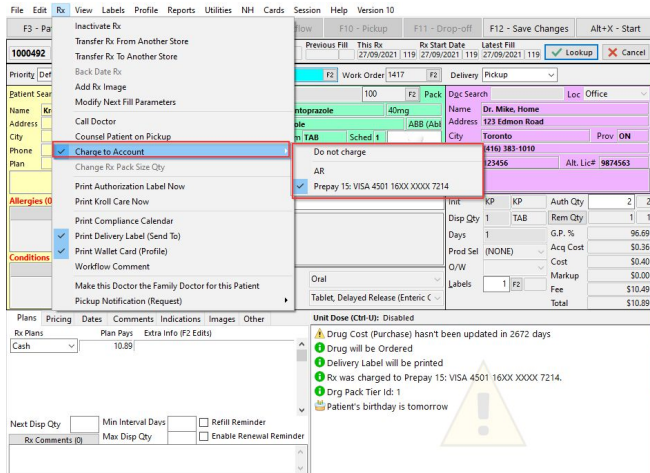 File Edit Rx View Labels Profile Reports Utilities NH Cards Session Help Version 10
F10 - Pickup F11 - Drop-off F12 - Save Changes Alt+X - Start
Previous Fill This Rx Rx Start Date Latest Fill
1000492 27/09/2021 119 27/09/2021 119 27/09/2021 119 Lookup Cancel
Priority F2 Work Order 1417 F2 Delivery Pickup
100 F2 Pack Doc Search Loc Office
Name 40mg Name Dr. Mike, Home
Address Address 123 Edmon Road
City TAB Sched 1 City Toronto Prov ON
Phone (416) 383-1010
Plan 123456 Alt. Lic# 9874563
Inactivate Rx
Transfer Rx From Another Store
Transfer Rx To Another Store
Back Date Rx
Add Rx Image
Modify Next Fill Parameters
Call Doctor
Counsel Patient on Pickup
Charge to Account
Change Rx Pack Size Qty
Print Authorization Label Now
Print Kroll Care Now
Print Compliance Calendar
Print Delivery Label (Send To)
Print Wallet Card (Profile)
Workflow Comment
Make this Doctor the Family Doctor for this Patient
Pickup Notification (Request)
Do not charge
AR
Prepay 15: VISA 4501 16XX XXXX 7214
Allergies
Conditions
Init KP KP Auth Qty 2
Disp Qty 1 TAB Rem Qty 1
Days 1 G.P. % 96.69
Prod Sel (NONE) Acq Cost $0.36
O/W Cost $0.40
Markup $0.00
Labels 1 F2 Fee $10.49
Total $10.89
Oral
Tablet, Delayed Release (Enteric C
Plans Pricing Dates Comments Indications Images Other
Rx Plans Plan Pays Extra Info (F2 Edits)
Cash 10.89
Next Disp Qty Min Interval Days Refill Reminder
Rx Comments (0) Max Disp Qty Enable Renewal Reminder
Unit Dose (Ctrl-U): Disabled
Drug Cost (Purchase) hasn't been updated in 2672 days
Drug will be Ordered
Delivery Label will be printed
Rx was charged to Prepay 15: VISA 4501 16XX XXXX 7214.
Drg Pack Tier Id: 1
Patient's birthday is tomorrow